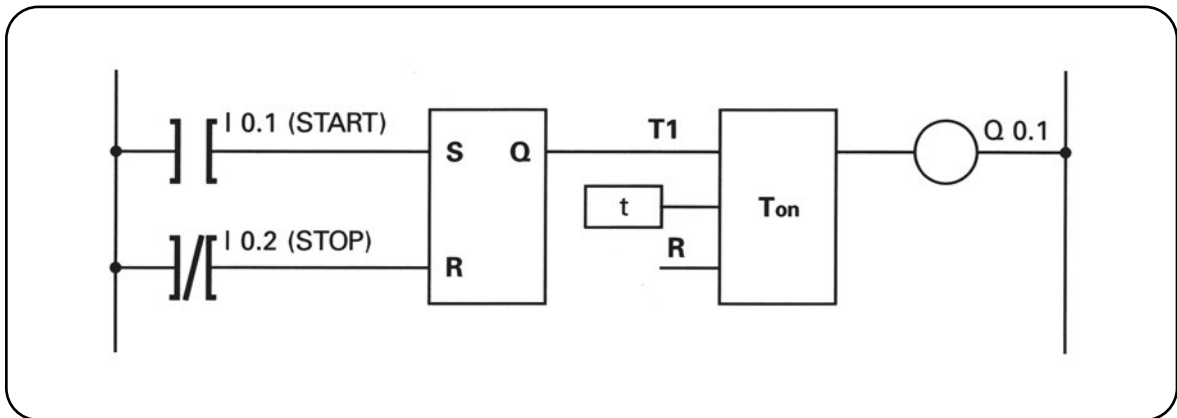 I 0.1 (START)
S Q
T1
Q 0.1
t
Ton
I 0.2 (STOP)
R
R